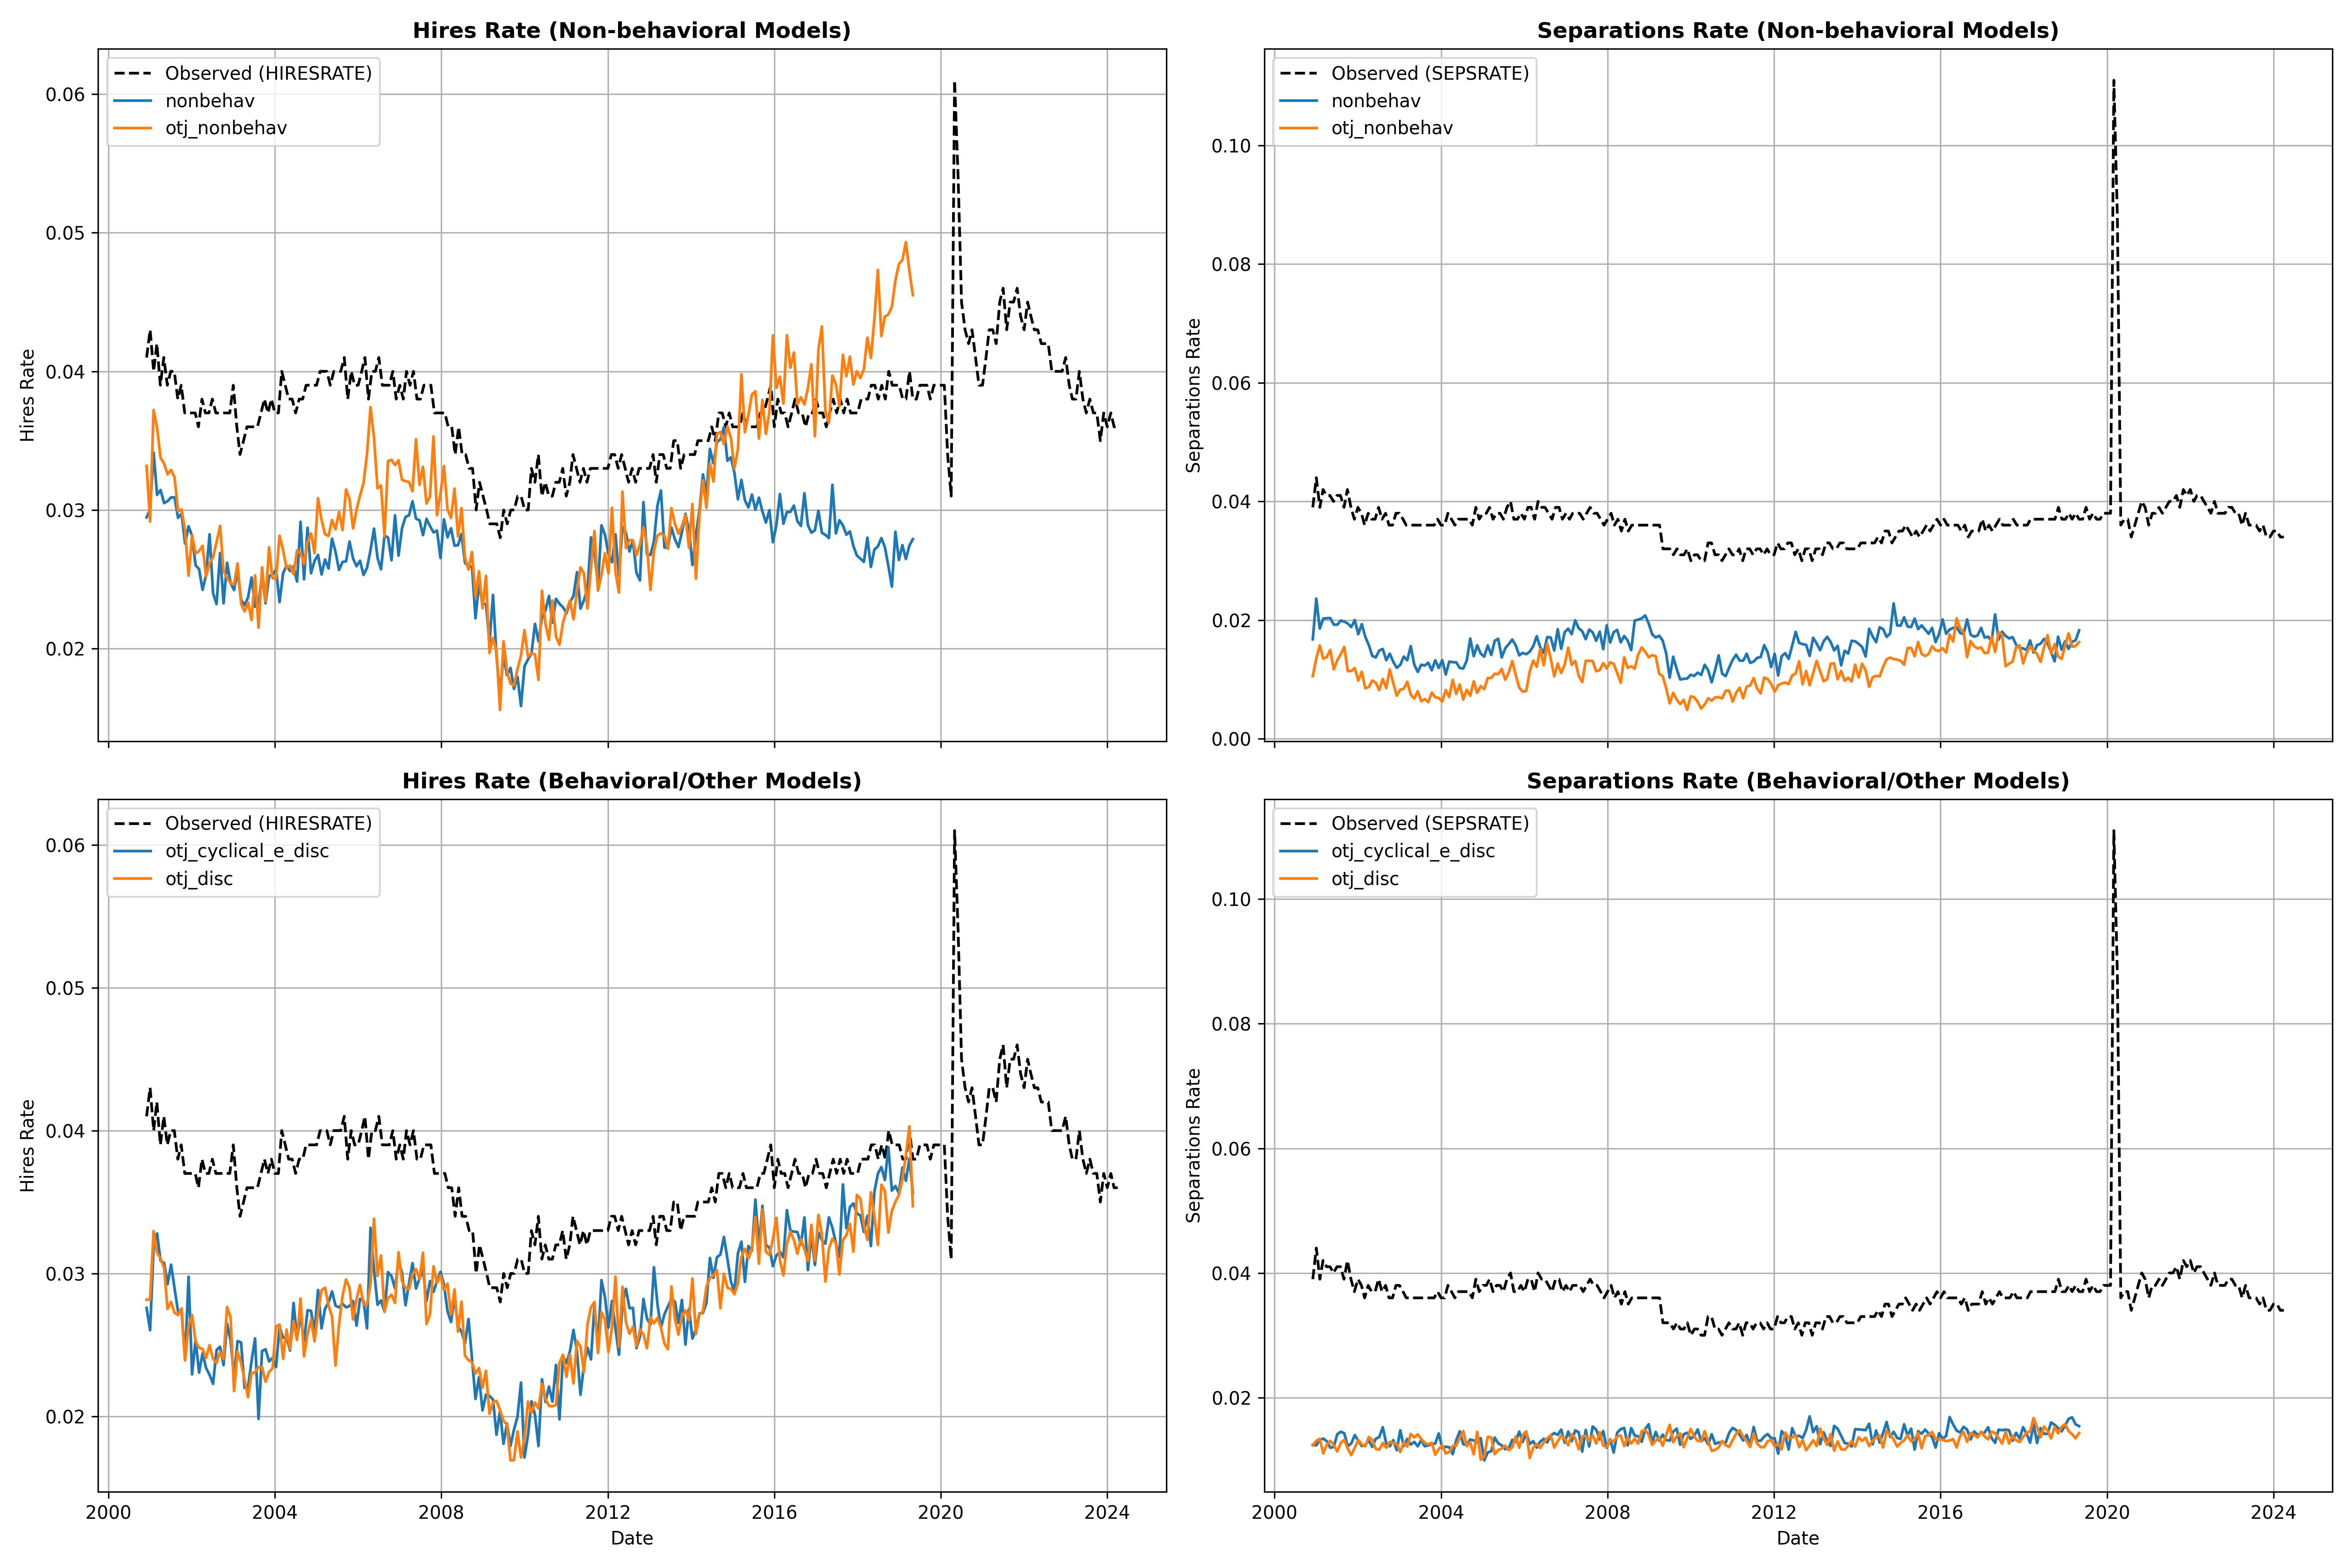 Hires Rate (Non-behavioral Models)
Observed (HIRESRATE)
nonbehav
otj_nonbehav
0.06
0.05
0.04
0.03
0.02
Hires Rate
Separations Rate (Non-behavioral Models)
Observed (SEPSRATE)
nonbehav
otj_nonbehav
0.10
0.08
0.06
0.04
0.02
0.00
Separations Rate
Hires Rate (Behavioral/Other Models)
Observed (HIRESRATE)
otj_cyclical_e_disc
otj_disc
0.06
0.05
0.04
0.03
0.02
Hires Rate
2000 2004 2008 2012 2016 2020 2024
Date
Separations Rate (Behavioral/Other Models)
Observed (SEPSRATE)
otj_cyclical_e_disc
otj_disc
0.10
0.08
0.06
0.04
0.02
Separations Rate
2000 2004 2008 2012 2016 2020 2024
Date